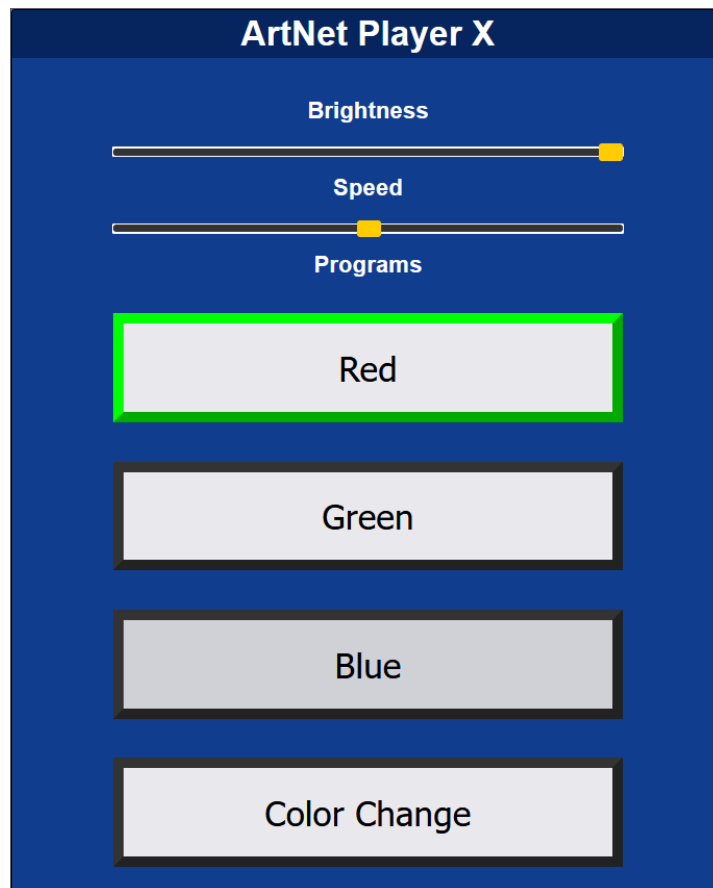 ArtNet Player X
Brightness
Speed
Programs
Red
Green
Blue
Color Change